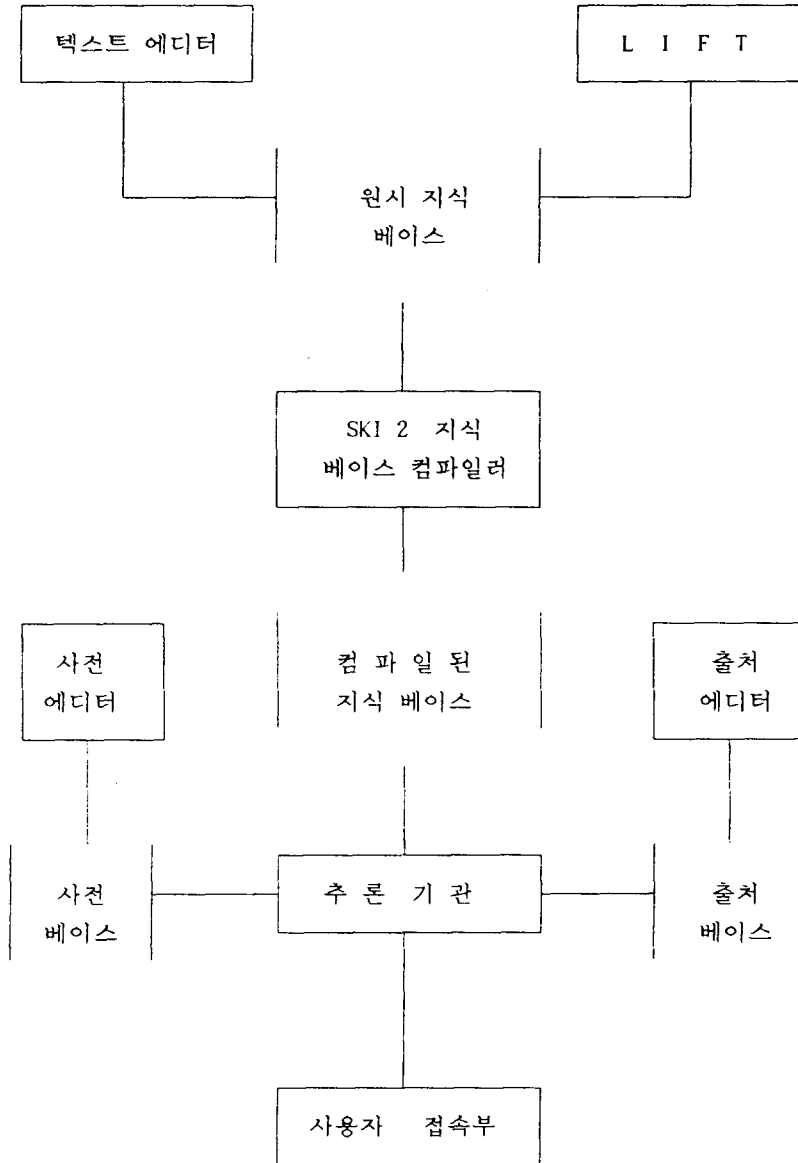 텍스트 에디터
L I F T
원시 지식
베이스
SKI 2 지식
베이스 컴파일러
사전
에디터
컴 파 일 된
지식 베이스
출처
에디터
사전
베이스
추 론 기 관
출처
베이스
사용자 접속부